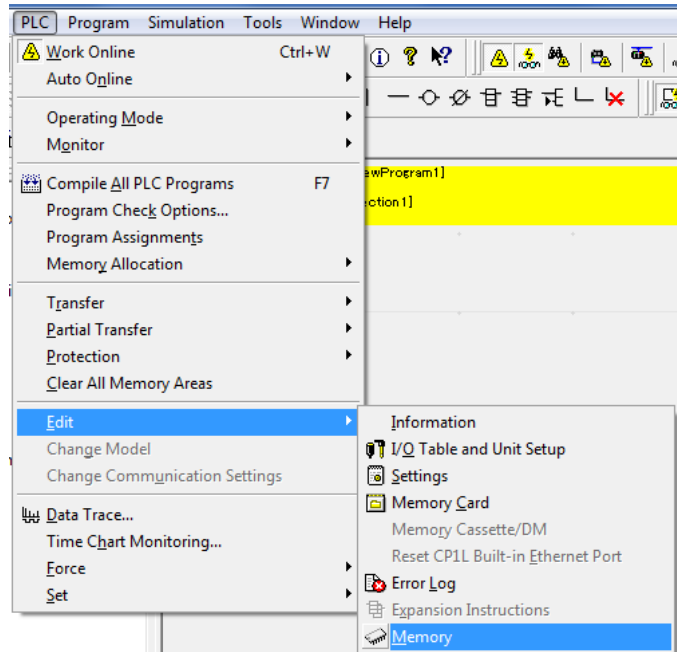 PLC Program Simulation Tools Window Help
Work Online Ctrl+W
Auto Online
Operating Mode
Monitor
Compile All PLC Programs F7
ewProgram1]
Program Check Options...
ection1]
Program Assignments
Memory Allocation
Transfer
Partial Transfer
Protection
Clear All Memory Areas
Edit
Change Model
Change Communication Settings
Data Trace...
Time Chart Monitoring...
Force
Set
Information
I/O Table and Unit Setup
Settings
Memory Card
Memory Cassette/DM
Reset CP1L Built-in Ethernet Port
Error Log
Expansion Instructions
Memory